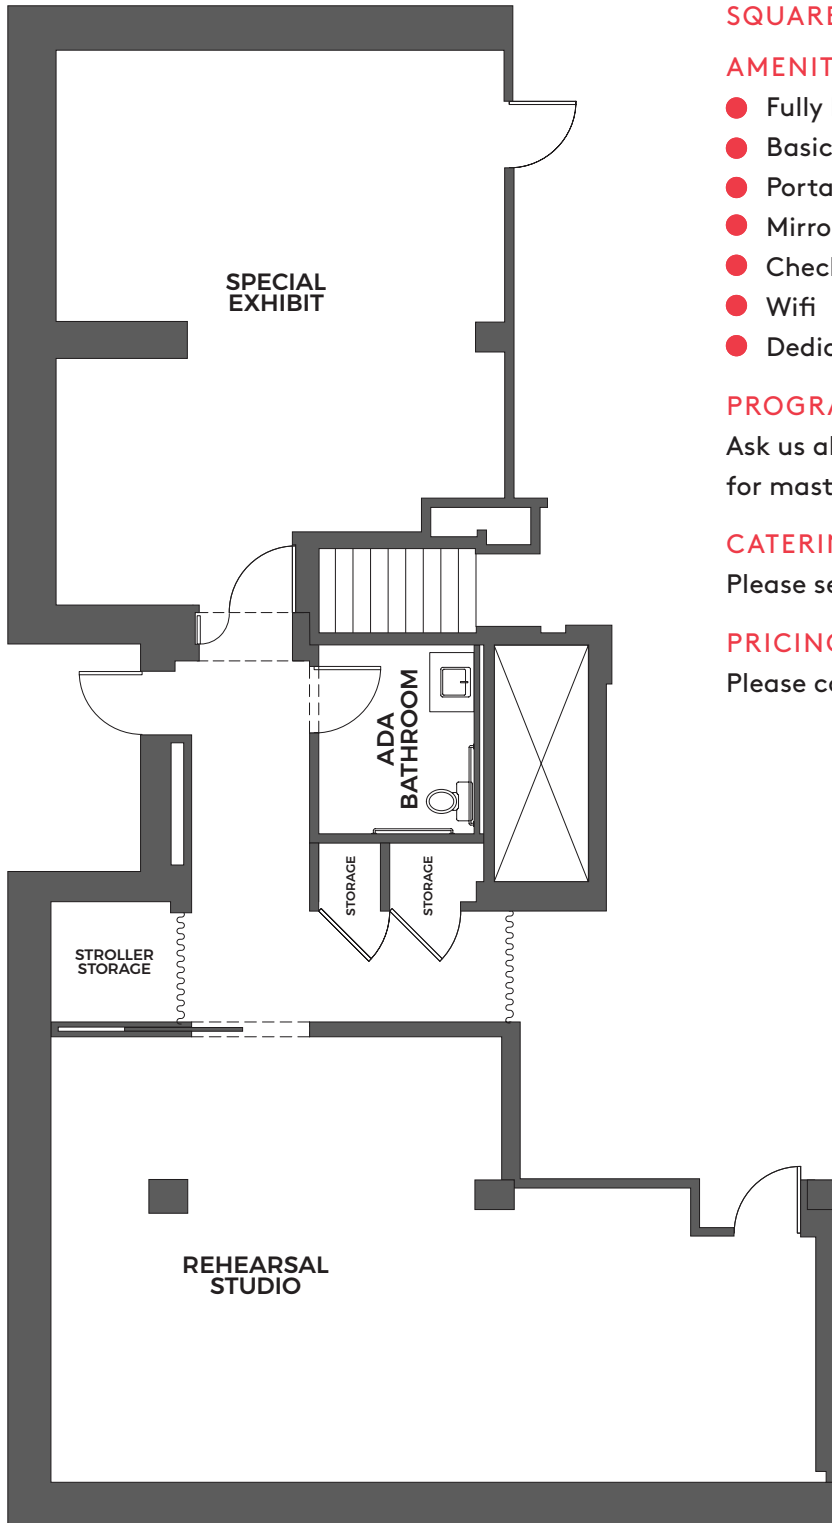 SPECIAL
EXHIBIT
ADA
BATHROOM
STORAGE
STORAGE
STROLLER
STORAGE
REHEARSAL
STUDIO
SQUARE
AMENIT
Fully
Basic
Porta
Mirro
Check
Wifi
Dedic
PROGRA
Ask us al
for mast
CATERIN
Please se
PRICING
Please co